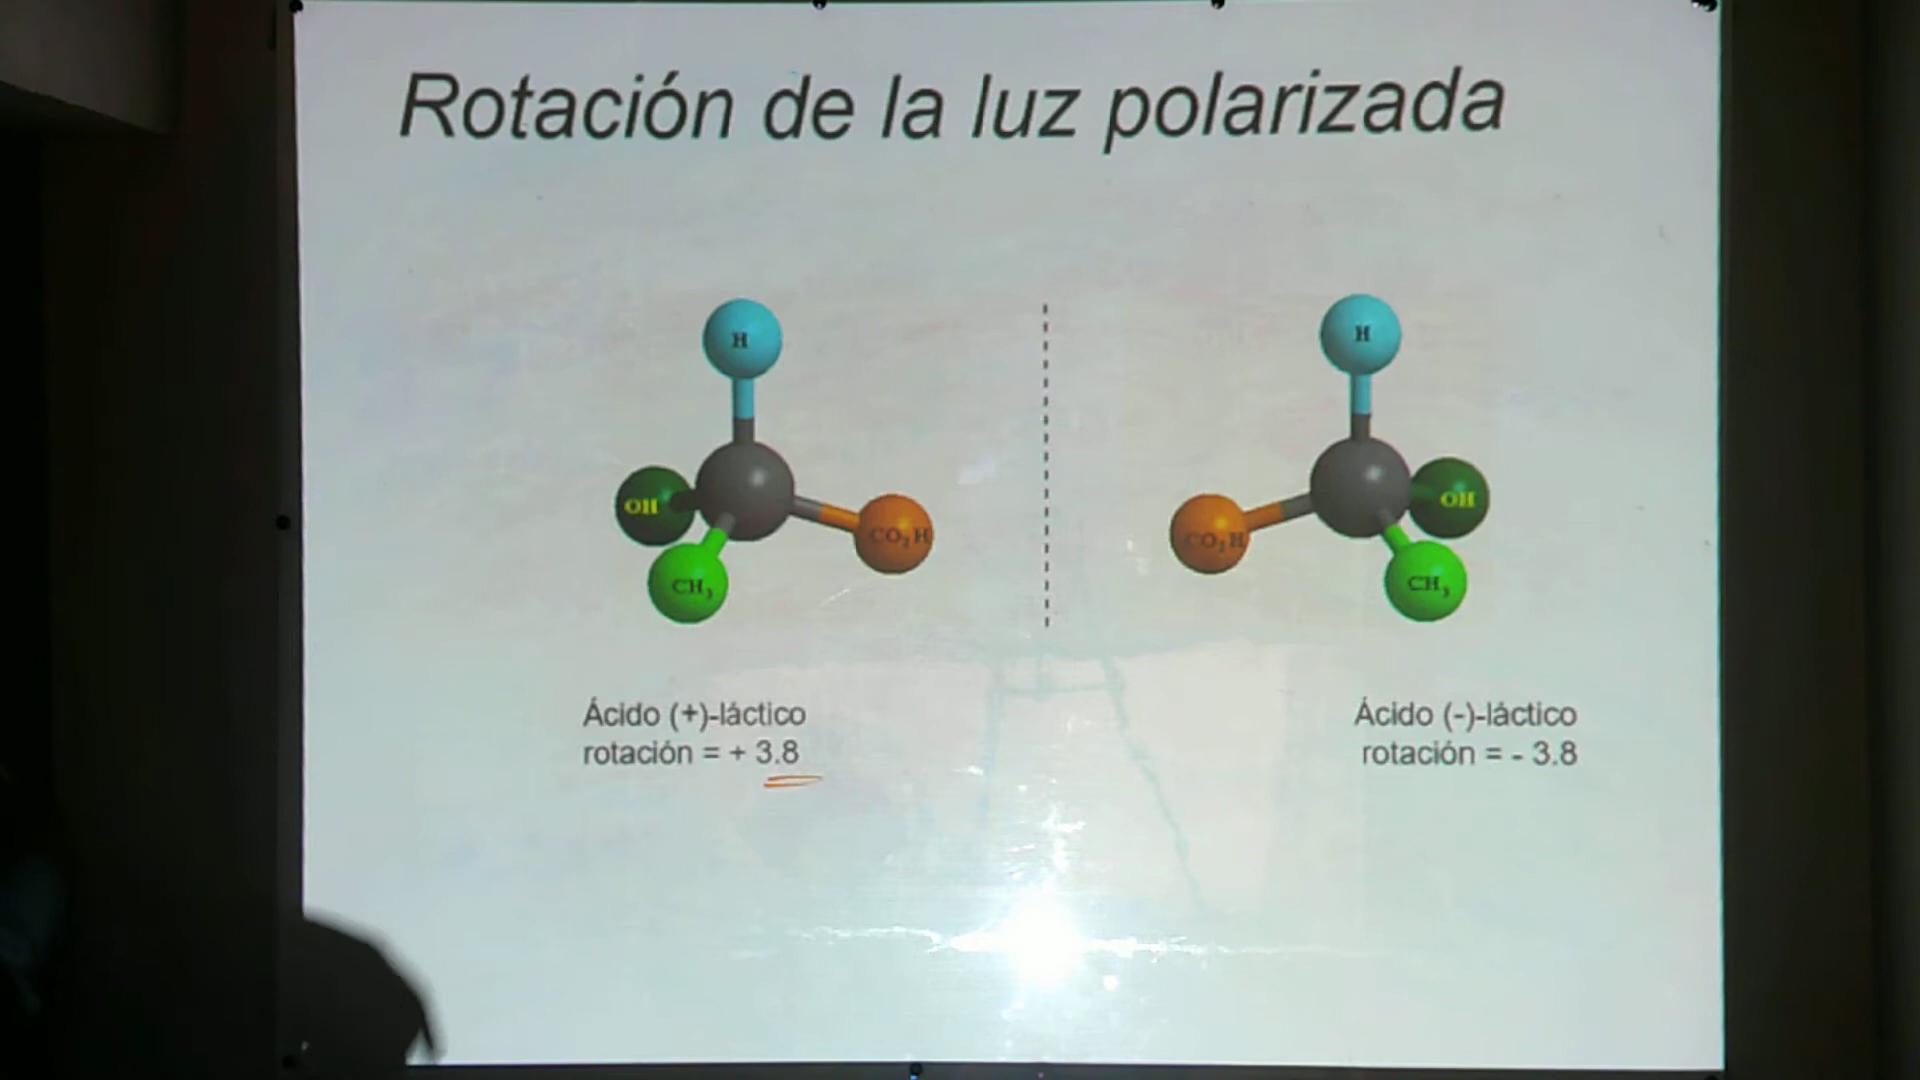 Rotación de la luz polarizada
H
H
OH
CO₂H
CH₃
CO₂H
OH
CH₃
Ácido (+)-láctico
rotación = + 3.8
Ácido (-)-láctico
rotación = - 3.8